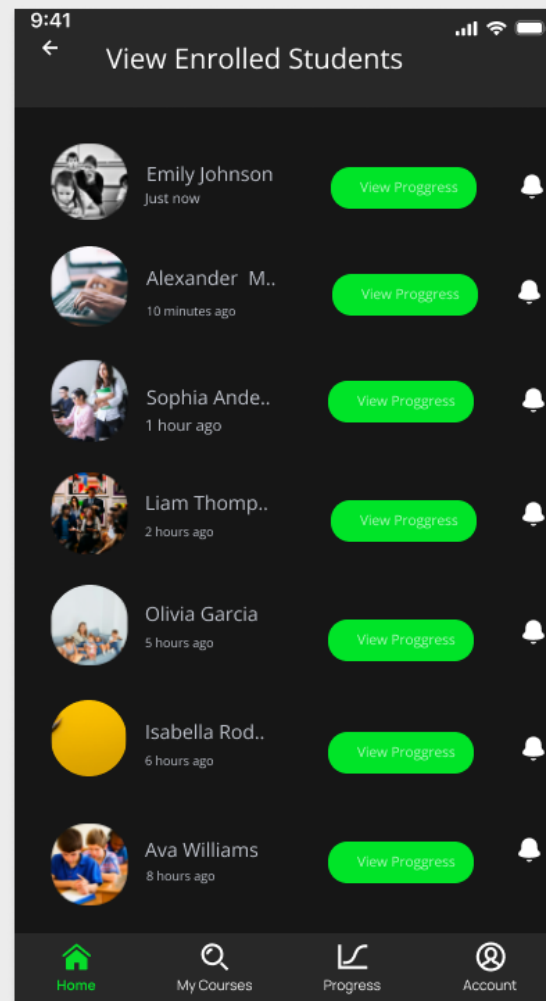 9:41
View Enrolled Students
Emily Johnson
View Proggress
Just now
Alexander M..
View Proggress
10 minutes ago
Sophia Ande..
View Proggress
1 hour ago
Liam Thomp..
View Proggress
2 hours ago
Olivia Garcia
View Proggress
5 hours ago
Isabella Rod..
View Proggress
6 hours ago
Ava Williams
View Proggress
8 hours ago
Home
My Courses
Progress
Account